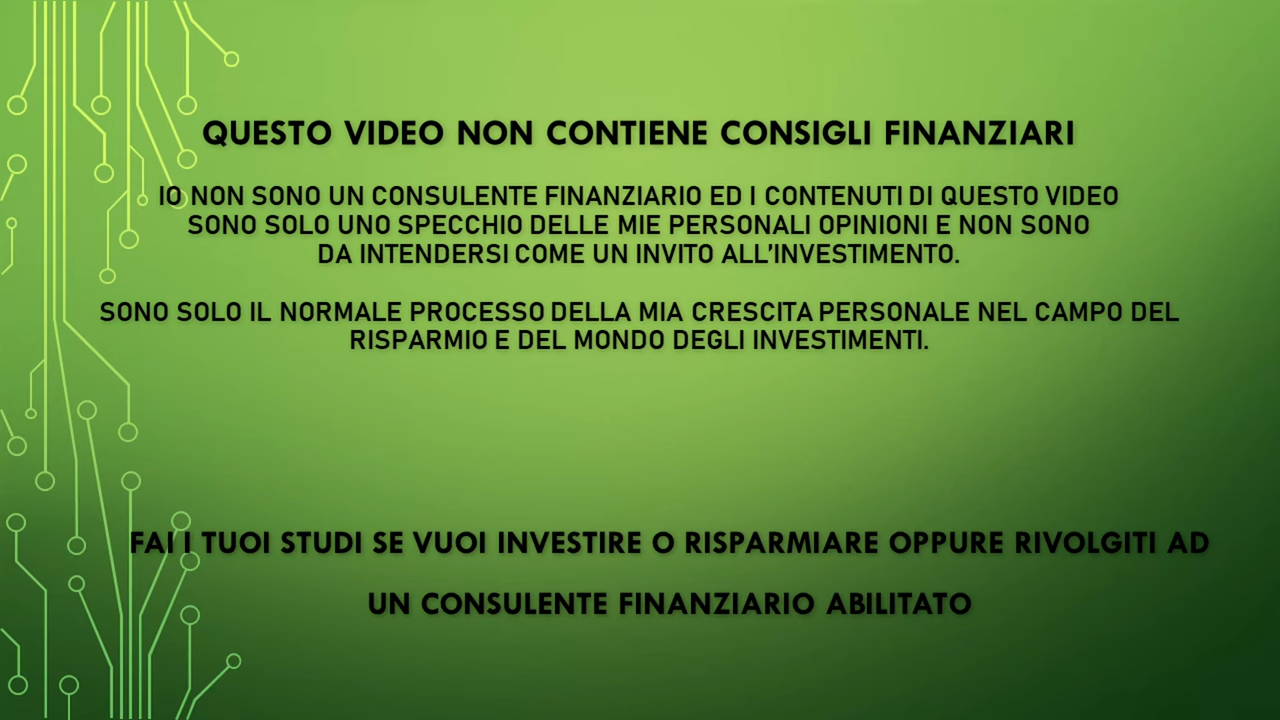 QUESTO VIDEO NON CONTIENE CONSIGLI FINANZIARI
IO NON SONO UN CONSULENTE FINANZIARIO ED I CONTENUTI DI QUESTO VIDEO
SONO SOLO UNO SPECCHIO DELLE MIE PERSONALI OPINIONI E NON SONO
DA INTENDERSI COME UN INVITO ALL'INVESTIMENTO.
SONO SOLO IL NORMALE PROCESSO DELLA MIA CRESCITA PERSONALE NEL CAMPO DEL
RISPARMIO E DEL MONDO DEGLI INVESTIMENTI.
FAI I TUOI STUDI SE VUOI INVESTIRE O RISPARMIARE OPPURE RIVOLGITI AD
UN CONSULENTE FINANZIARIO ABILITATO